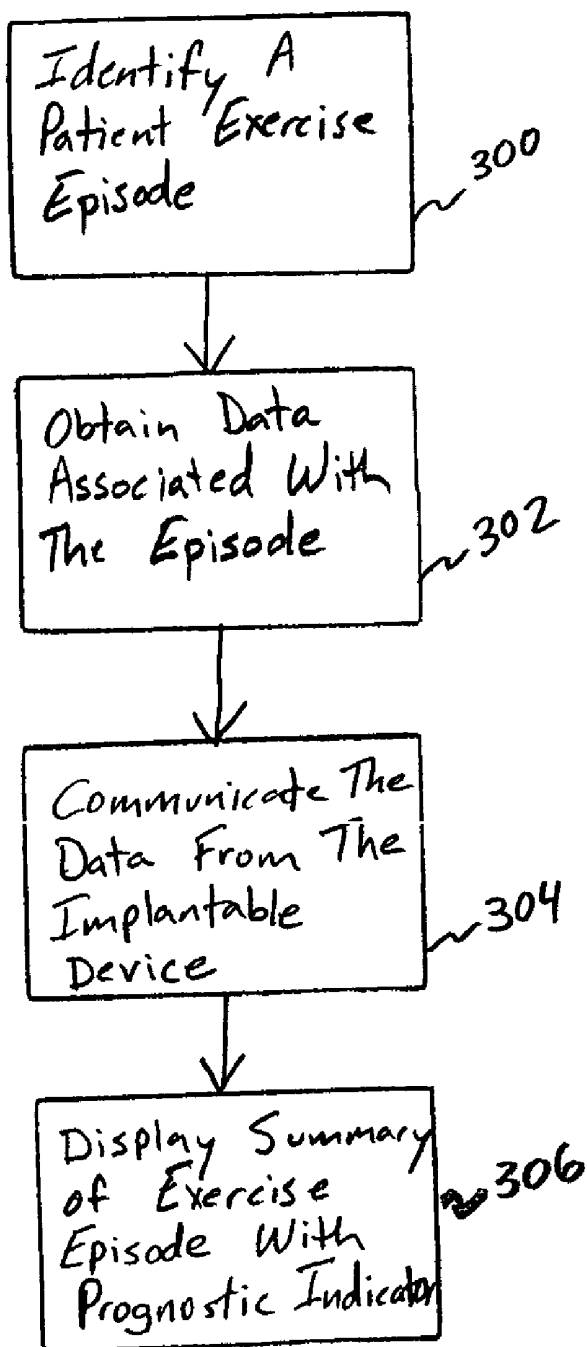 Identify A
Patient Exercise
Episode
300
Obtain Data
Associated With
The Episode
302
Communicate The
Data From The
Implantable
Device
304
Display Summary
of Exercise
Episode With
Prognostic Indicator
306